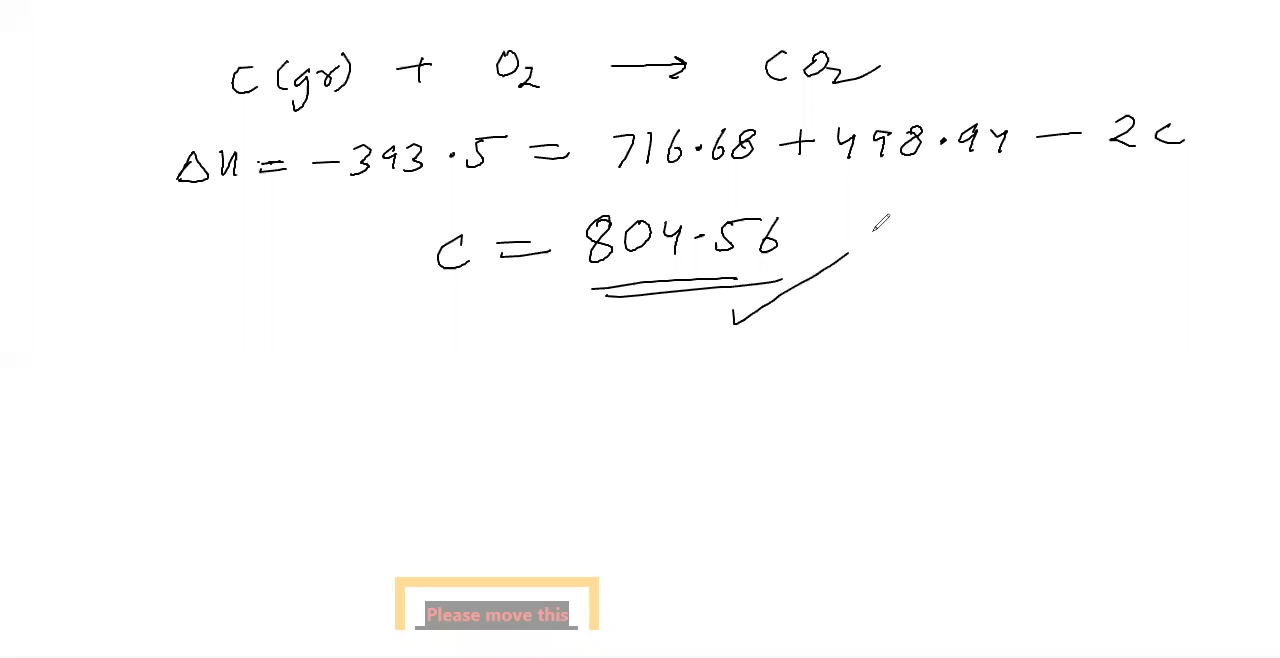 C (gr) + O2 ⟶ CO2
ΔH = -393.5 = 716.68 + 498.94 - 2C
C = 804.56
Please move this